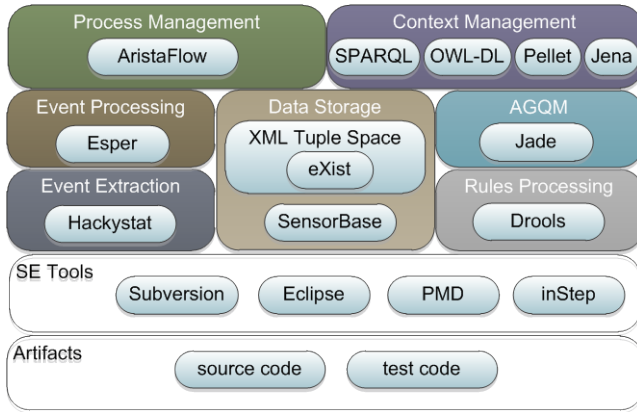 Process Management
Context Management
AristaFlow
SPARQL
OWL-DL
Pellet
Jena
Event Processing
Data Storage
AGQM
Esper
XML Tuple Space
Jade
eXist
Event Extraction
Rules Processing
Hackystat
SensorBase
Drools
SE Tools
Subversion
Eclipse
PMD
inStep
Artifacts
source code
test code